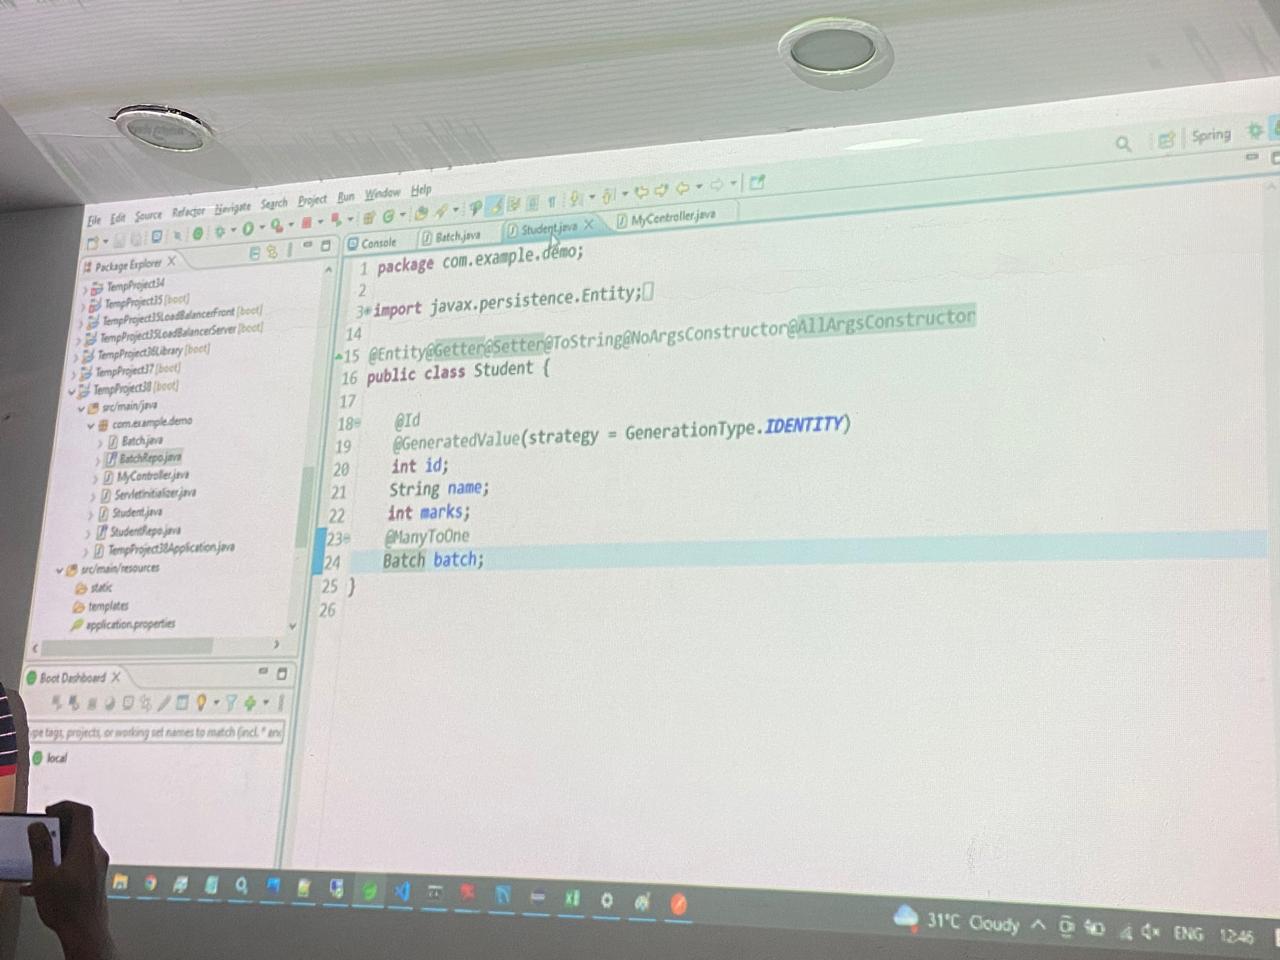 Spring
File Edit Source Refactor Navigate Search Project Run Window Help
Package Explorer
Console Batch.java Student.java MyController.java
TempProject34
TempProject35 [boot]
TempProject35LoadBalancerFront [boot]
TempProject35LoadBalancerServer [boot]
TempProject36Library [boot]
TempProject37 [boot]
TempProject38 [boot]
src/main/java
com.example.demo
Batch.java
BatchRepo.java
MyController.java
ServletInitializer.java
Student.java
StudentRepo.java
TempProject38Application.java
src/main/resources
static
templates
application.properties
1 package com.example.demo;
2
3 import javax.persistence.Entity;
14
15 @Entity@Getter@Setter@ToString@NoArgsConstructor@AllArgsConstructor
16 public class Student {
17
18 @Id
19 @GeneratedValue(strategy = GenerationType.IDENTITY)
20 int id;
21 String name;
22 int marks;
23 @ManyToOne
24 Batch batch;
25 }
26
Boot Dashboard
type tags, projects, or working set names to match (incl. * and
local
31°C Cloudy ENG 12:46